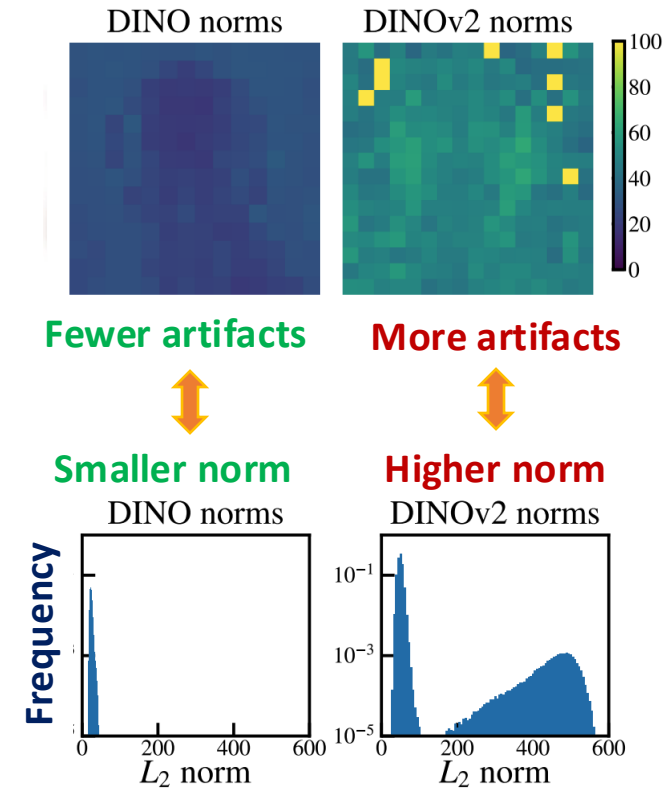 DINO norms
DINOv2 norms
100
80
60
40
20
0
Fewer artifacts
More artifacts
Smaller norm
Higher norm
DINO norms
DINOv2 norms
Frequency
10⁻¹
10⁻³
10⁻⁵
0 200 400 600
0 200 400 600
L₂ norm
L₂ norm